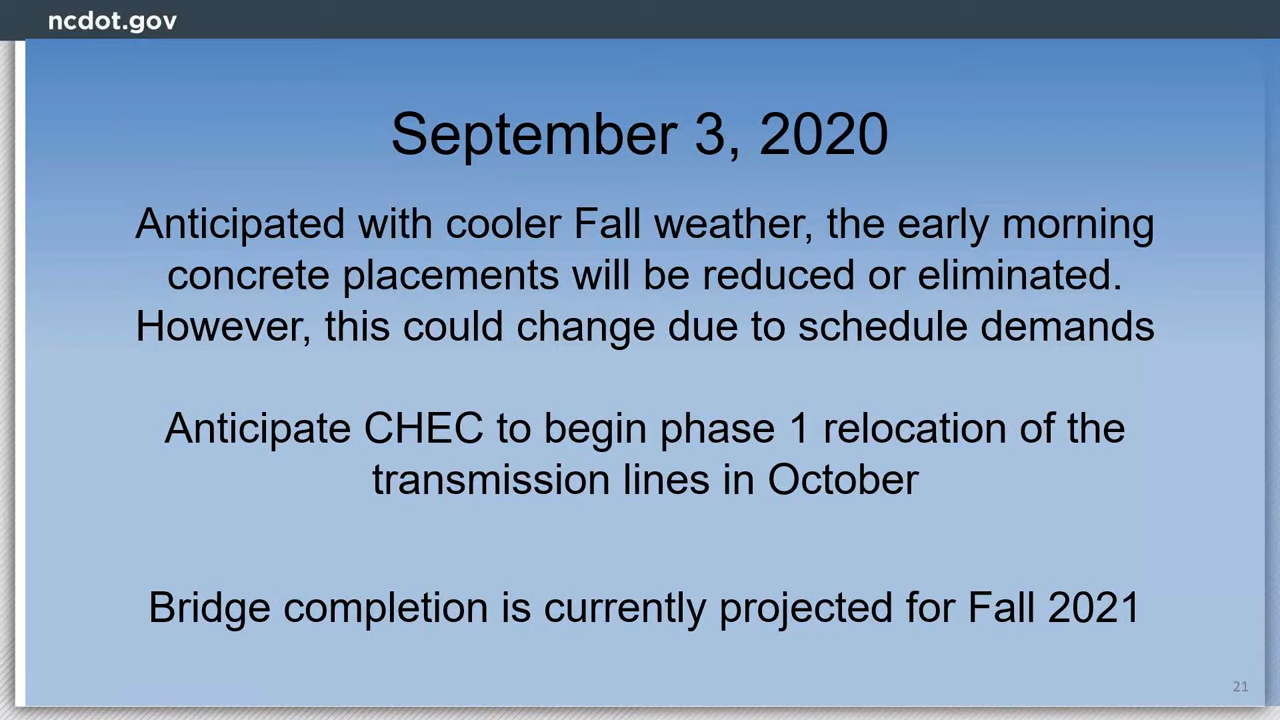 ncdot.gov
September 3, 2020
Anticipated with cooler Fall weather, the early morning
concrete placements will be reduced or eliminated.
However, this could change due to schedule demands
Anticipate CHEC to begin phase 1 relocation of the
transmission lines in October
Bridge completion is currently projected for Fall 2021
21